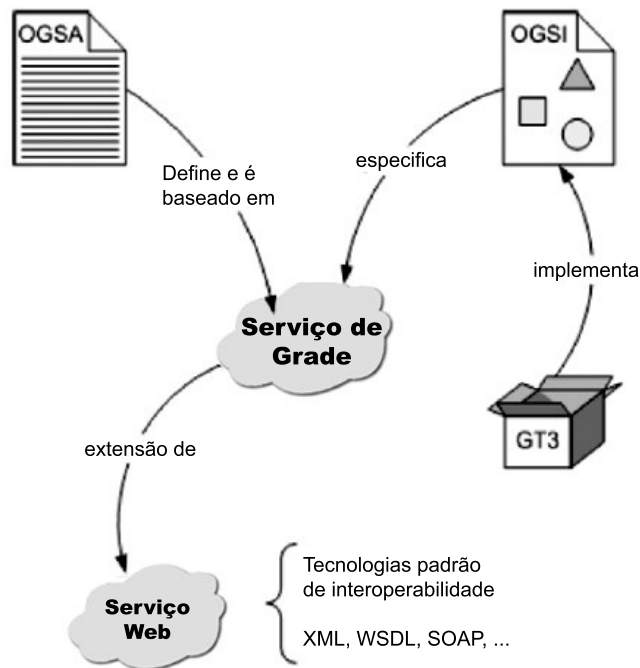 OGSA
OGSI
Define e é
baseado em
especifica
implementa
Serviço de
Grade
GT3
extensão de
Serviço
Web
Tecnologias padrão
de interoperabilidade
XML, WSDL, SOAP, ...